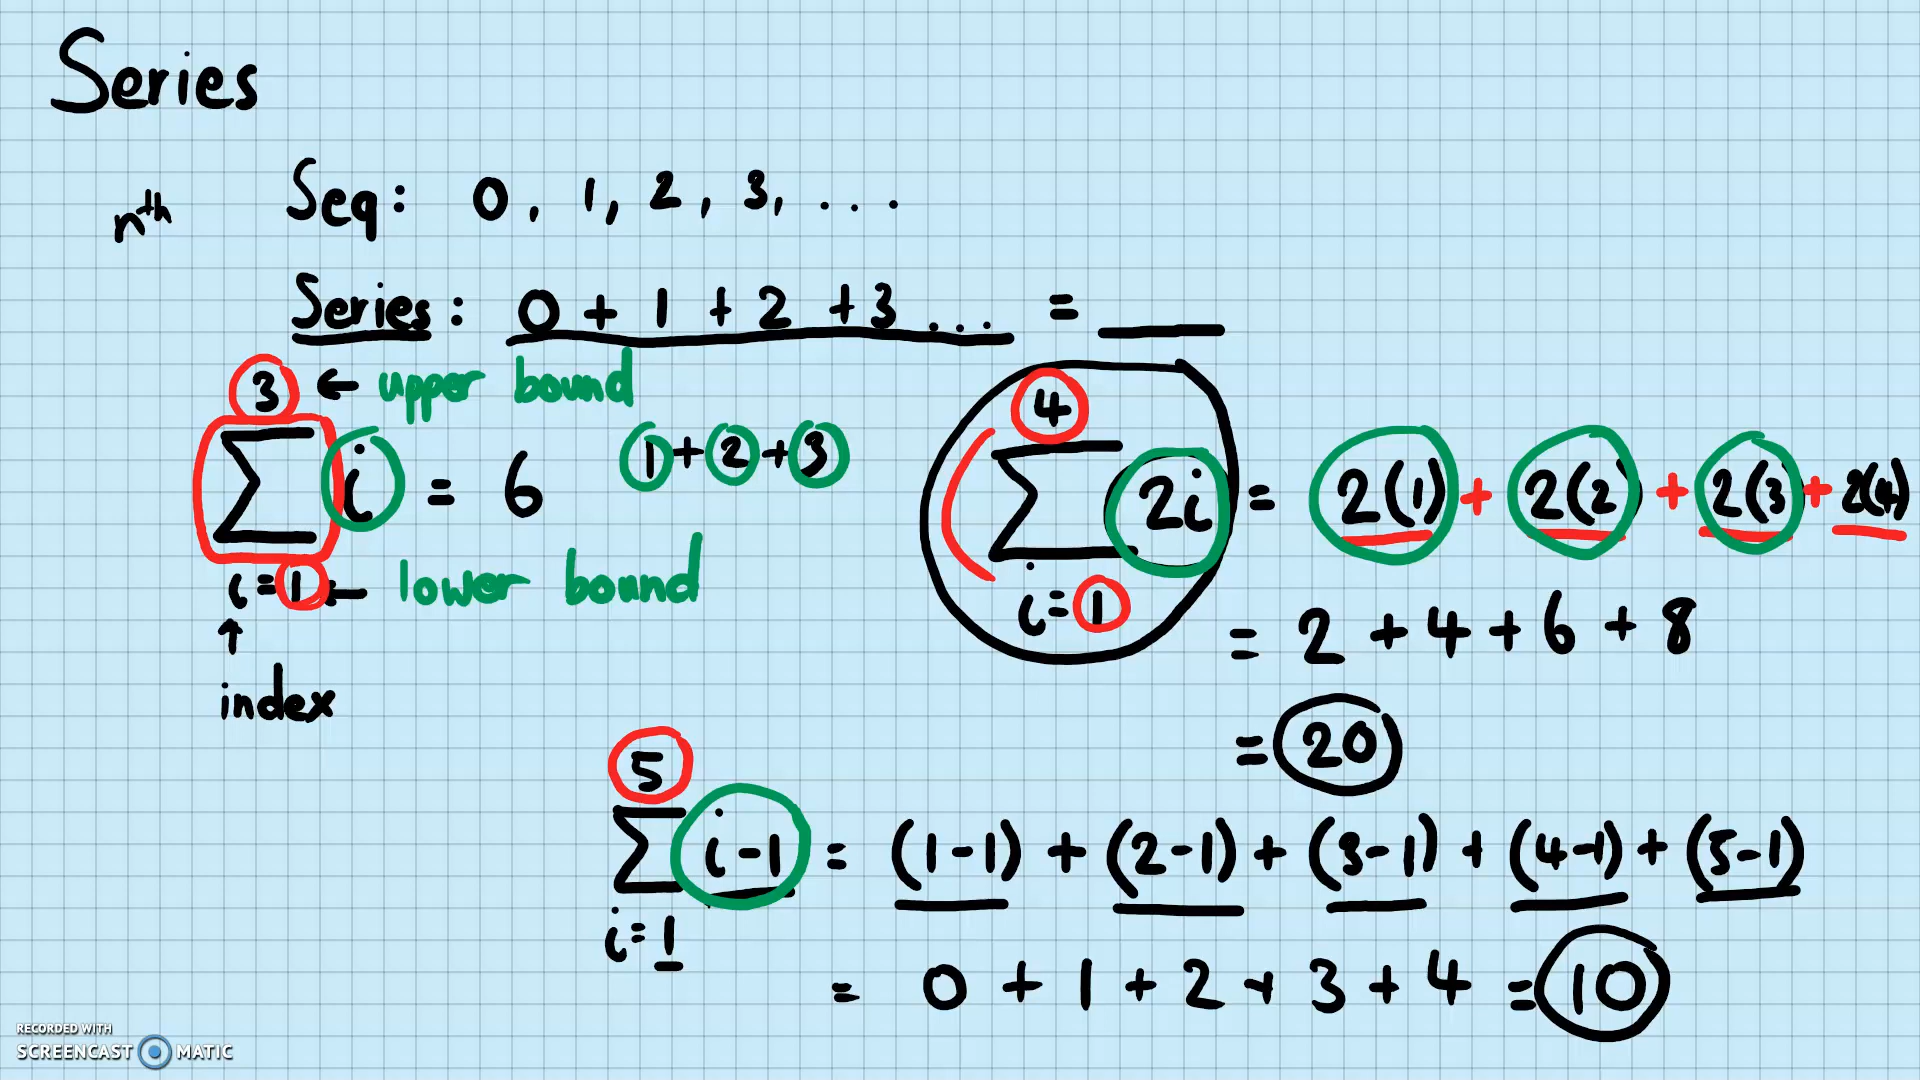 Series
nth Seq: 0, 1, 2, 3, ...
Series: 0 + 1 + 2 + 3 ... = ___
3 ← upper bound
∑ i = 6 1+2+3
i=1 ← lower bound
↑
index
4
∑ 2i = 2(1) + 2(2) + 2(3) + 2(4)
i=1
= 2 + 4 + 6 + 8
= 20
5
∑ i-1 = (1-1) + (2-1) + (3-1) + (4-1) + (5-1)
i=1
= 0 + 1 + 2 + 3 + 4 = 10
RECORDED WITH
SCREENCAST MATIC